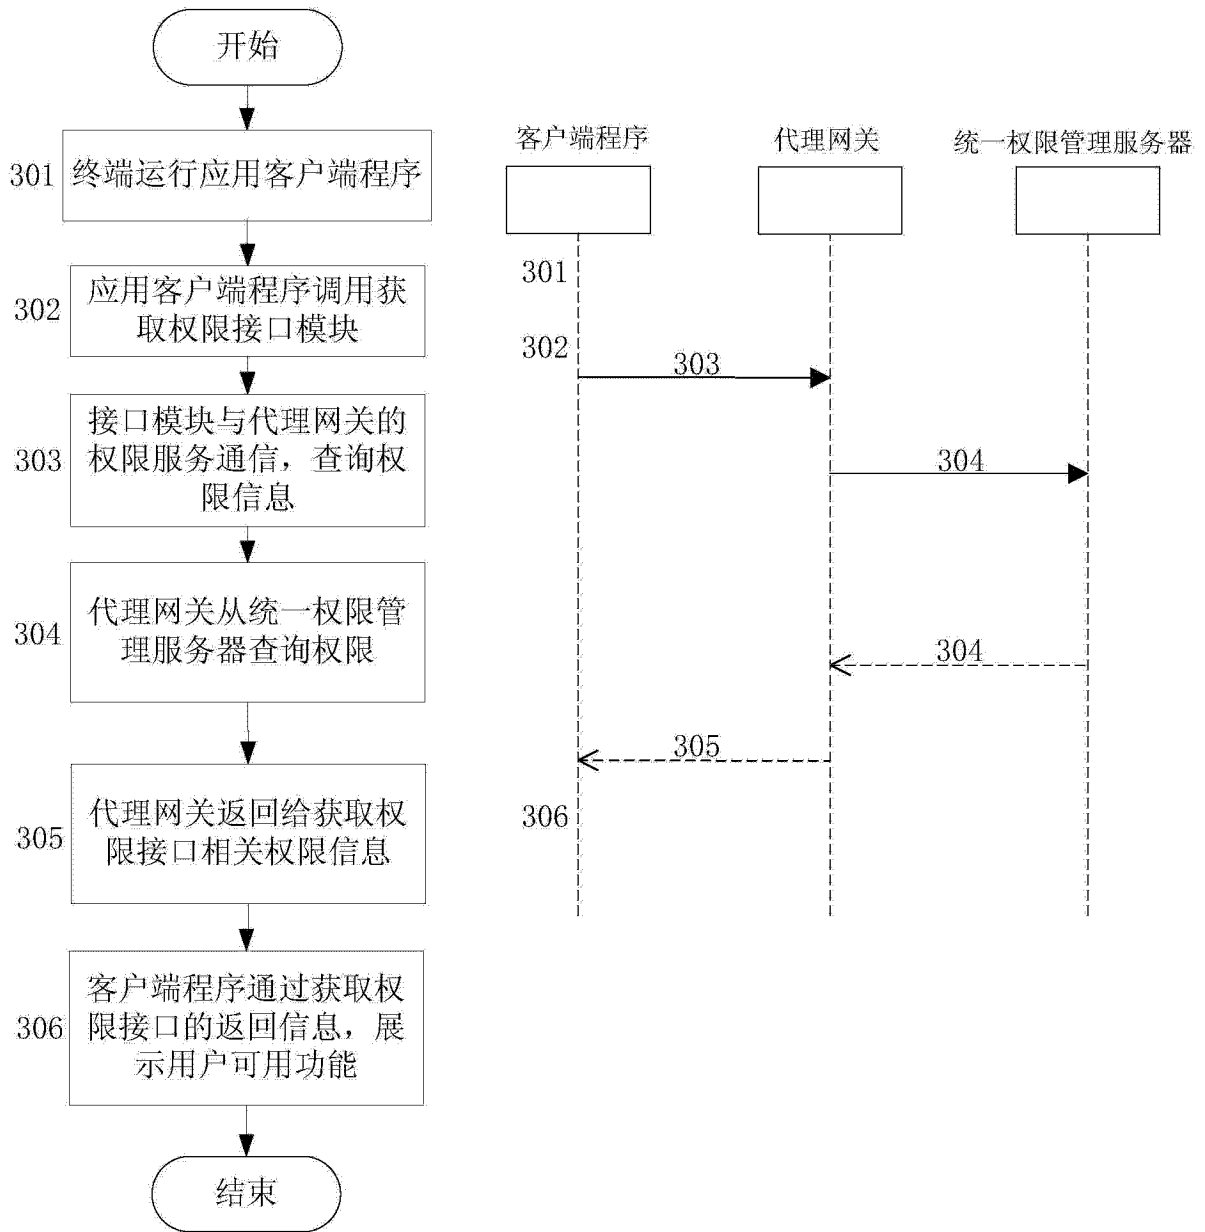 开始
301
终端运行应用客户端程序
302
应用客户端程序调用获
取权限接口模块
303
接口模块与代理网关的
权限服务通信，查询权
限信息
304
代理网关从统一权限管
理服务器查询权限
305
代理网关返回给获取权
限接口相关权限信息
306
客户端程序通过获取权
限接口的返回信息，展
示用户可用功能
结束
客户端程序
代理网关
统一权限管理服务器
301
302
303
304
304
305
306